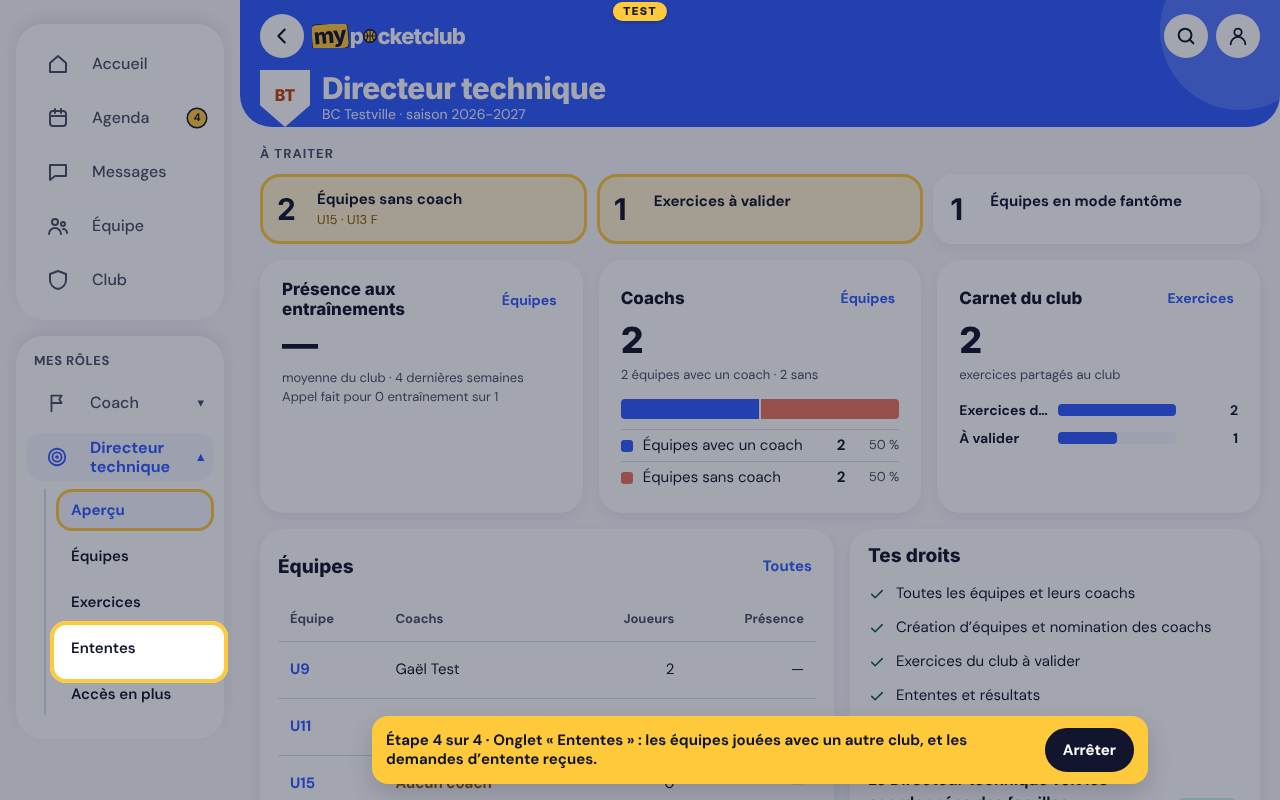 TEST
mypocketclub
BT
Directeur technique
BC Testville · saison 2026-2027
Accueil
Agenda
4
Messages
Équipe
Club
MES RÔLES
Coach
Directeur
technique
Aperçu
Équipes
Exercices
Ententes
Accès en plus
À TRAITER
2
Équipes sans coach
U15 · U13 F
1
Exercices à valider
1
Équipes en mode fantôme
Présence aux
entraînements
Équipes
—
moyenne du club · 4 dernières semaines
Appel fait pour 0 entraînement sur 1
Coachs
Équipes
2
2 équipes avec un coach · 2 sans
Équipes avec un coach 2 50 %
Équipes sans coach 2 50 %
Carnet du club
Exercices
2
exercices partagés au club
Exercices d… 2
À valider 1
Équipes
Toutes
Équipe Coachs Joueurs Présence
U9 Gaël Test 2 —
U11
U15 Aucun coach
Tes droits
Toutes les équipes et leurs coachs
Création d’équipes et nomination des coachs
Exercices du club à valider
Ententes et résultats
Étape 4 sur 4 · Onglet « Ententes » : les équipes jouées avec un autre club, et les
demandes d’entente reçues.
Arrêter